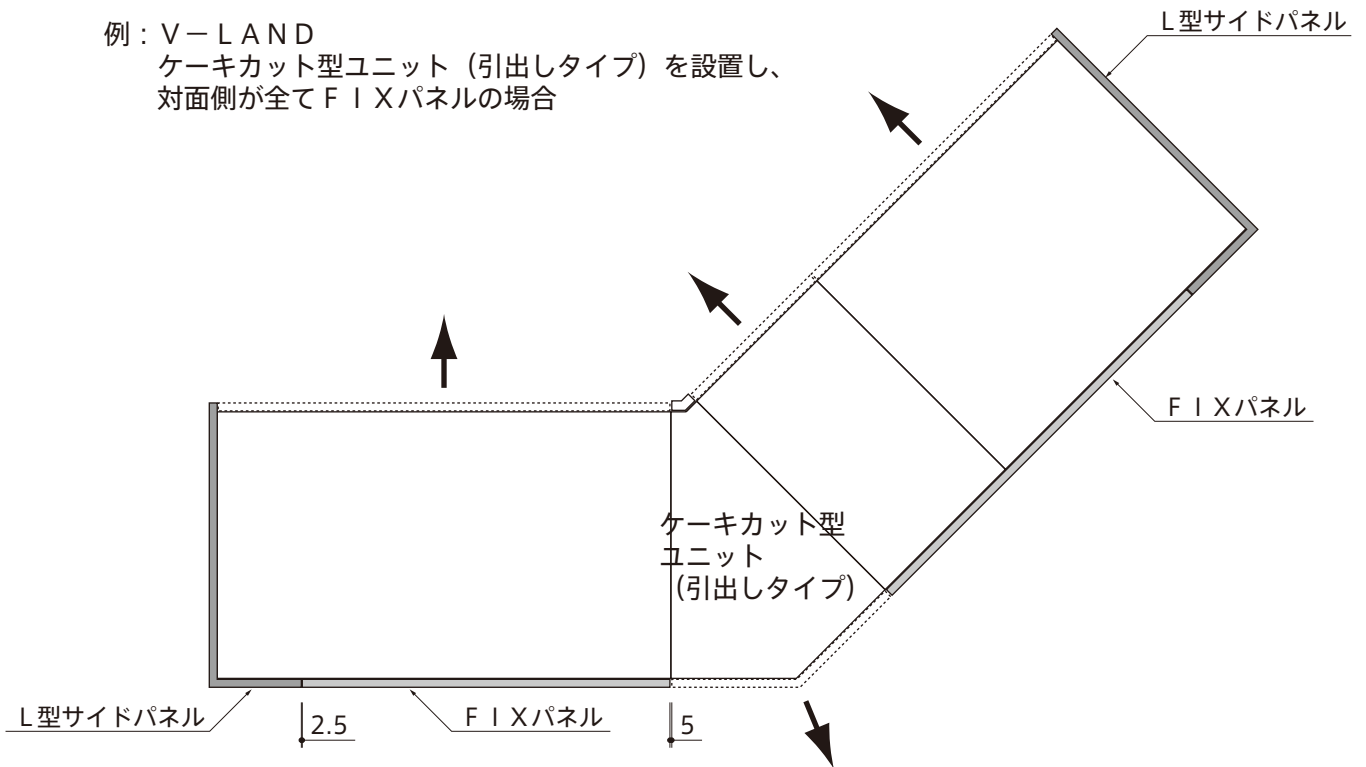 例：Ｖ－ＬＡＮＤ
ケーキカット型ユニット（引出しタイプ）を設置し、
対面側が全てＦＩＸパネルの場合
Ｌ型サイドパネル
ＦＩＸパネル
ケーキカット型
ユニット
（引出しタイプ）
Ｌ型サイドパネル
2.5
ＦＩＸパネル
5